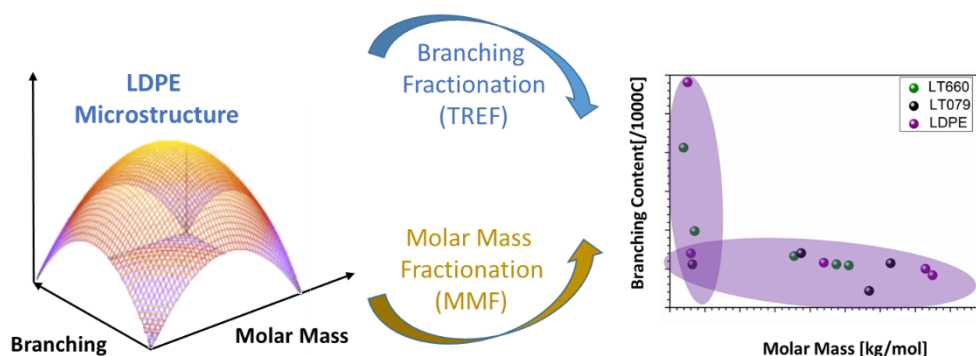 LDPE
Microstructure
Branching
Molar Mass
Branching
Fractionation
(TREF)
Molar Mass
Fractionation
(MMF)
Branching Content[/1000C]
LT660
LT079
LDPE
Molar Mass [kg/mol]